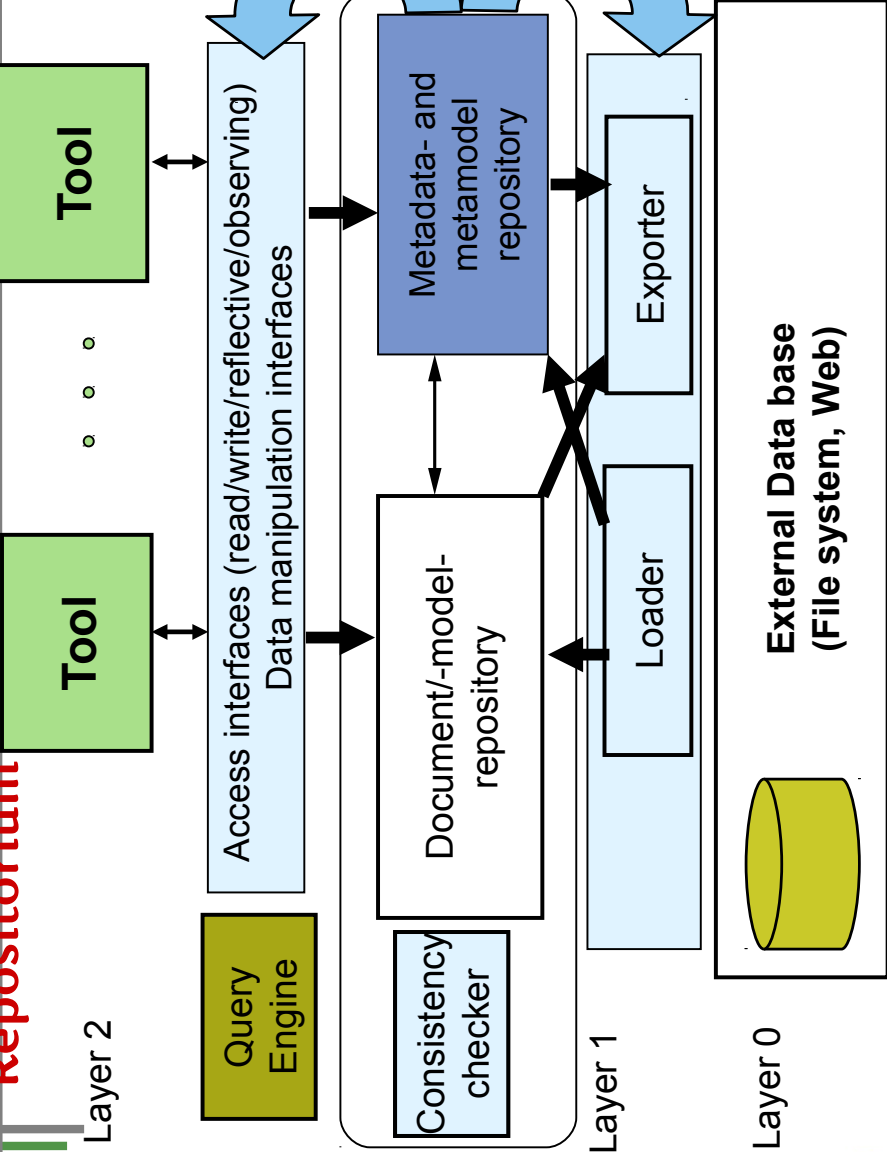 Repositorium
Layer 2
Tool
Tool
Query
Engine
Access interfaces (read/write/reflective/observing)
Data manipulation interfaces
Consistency
checker
Document/-model-
repository
Metadata- and
metamodel
repository
Layer 1
Loader
Exporter
Layer 0
External Data base
(File system, Web)